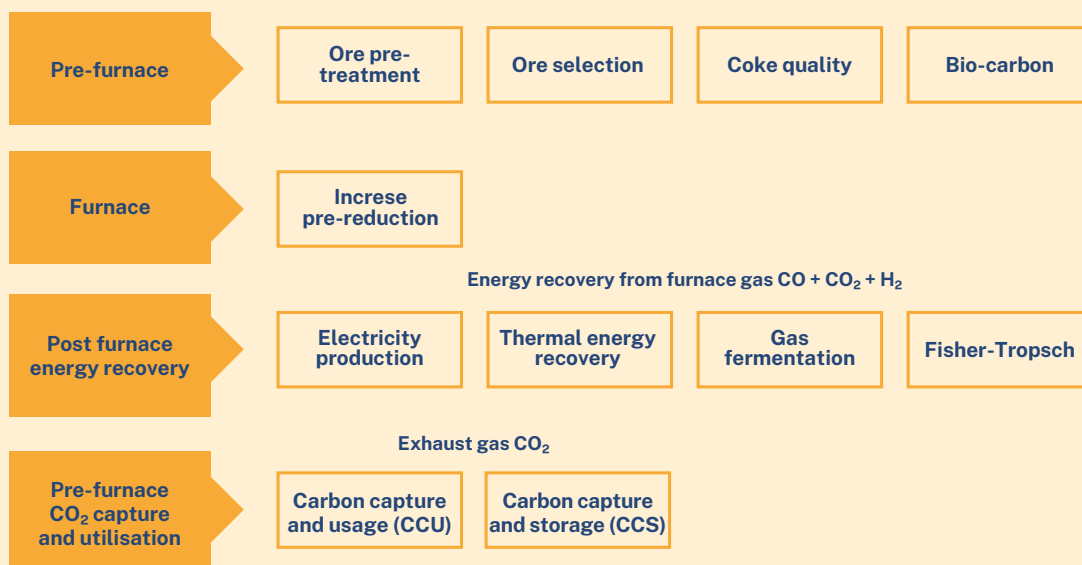 Pre-furnace
Ore pre-
treatment
Ore selection
Coke quality
Bio-carbon
Furnace
Increse
pre-reduction
Energy recovery from furnace gas CO + CO₂ + H₂
Post furnace
energy recovery
Electricity
production
Thermal energy
recovery
Gas
fermentation
Fisher-Tropsch
Exhaust gas CO₂
Pre-furnace
CO₂ capture
and utilisation
Carbon capture
and usage (CCU)
Carbon capture
and storage (CCS)